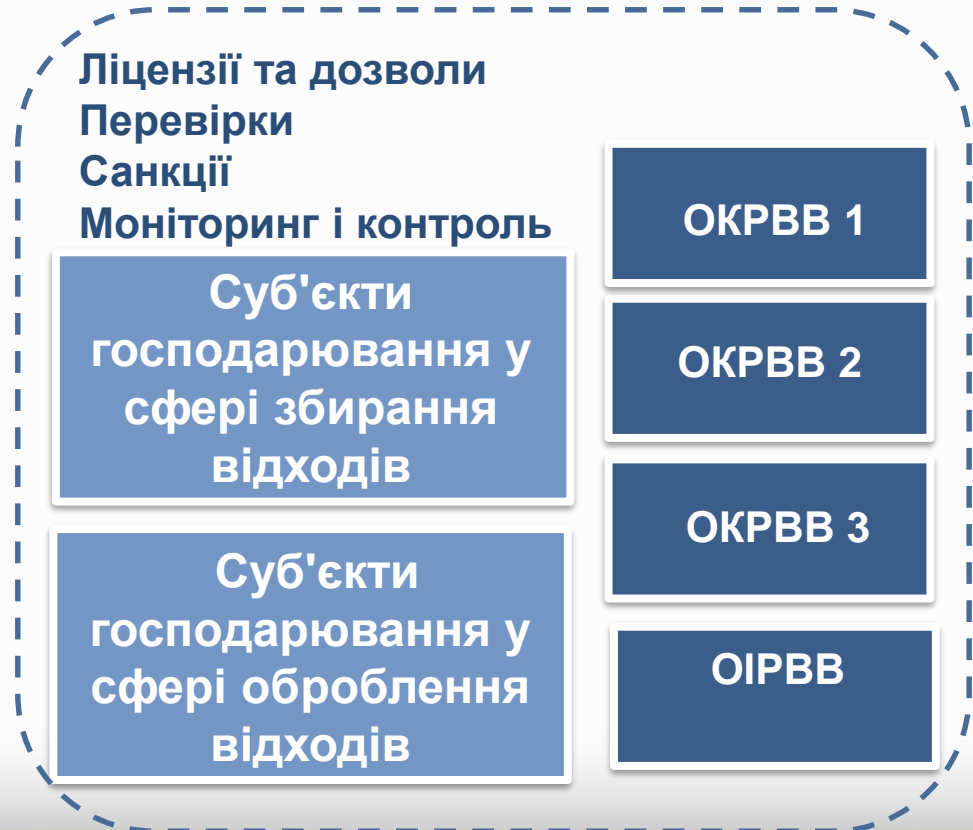 Ліцензії та дозволи
Перевірки
Санкції
Моніторинг і контроль
Суб'єкти
господарювання у
сфері збирання
відходів
Суб'єкти
господарювання у
сфері оброблення
відходів
ОКРВВ 1
ОКРВВ 2
ОКРВВ 3
ОІРВВ